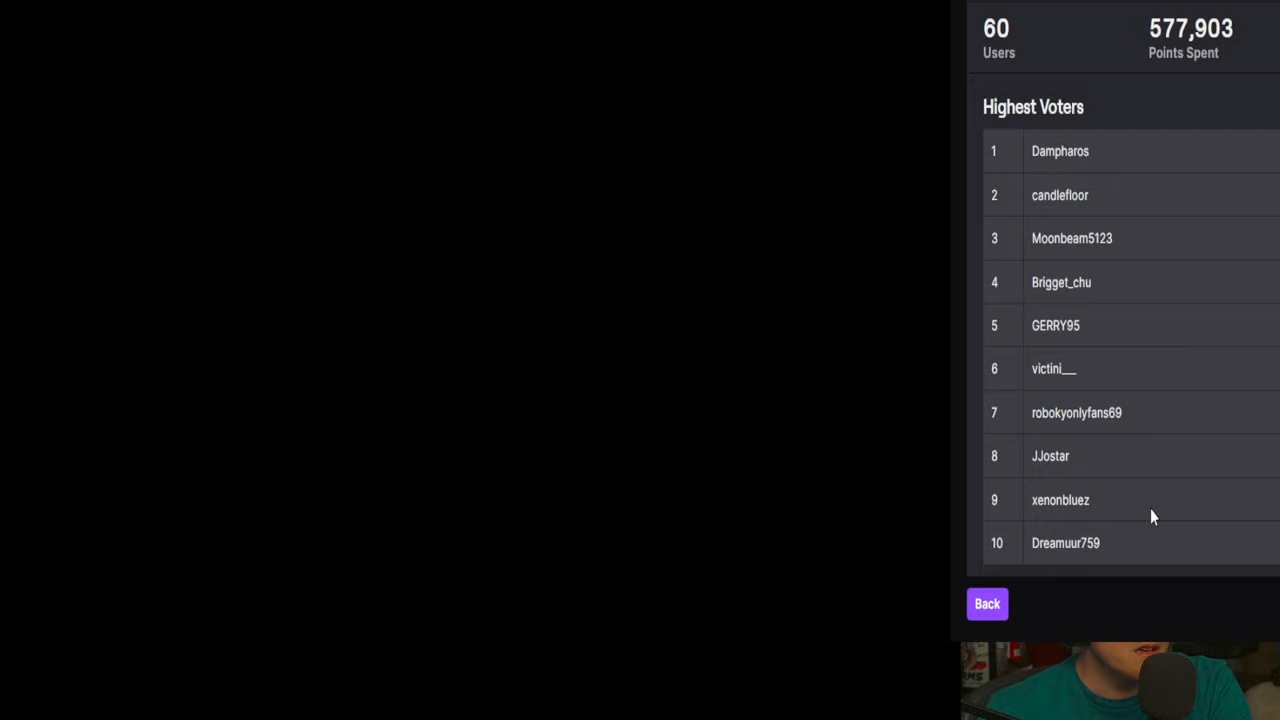 60
577,903
Users
Points Spent
Highest Voters
1 Dampharos
2 candlefloor
3 Moonbeam5123
4 Brigget_chu
5 GERRY95
6 victini___
7 robokyonlyfans69
8 JJostar
9 xenonbluez
10 Dreamuur759
Back